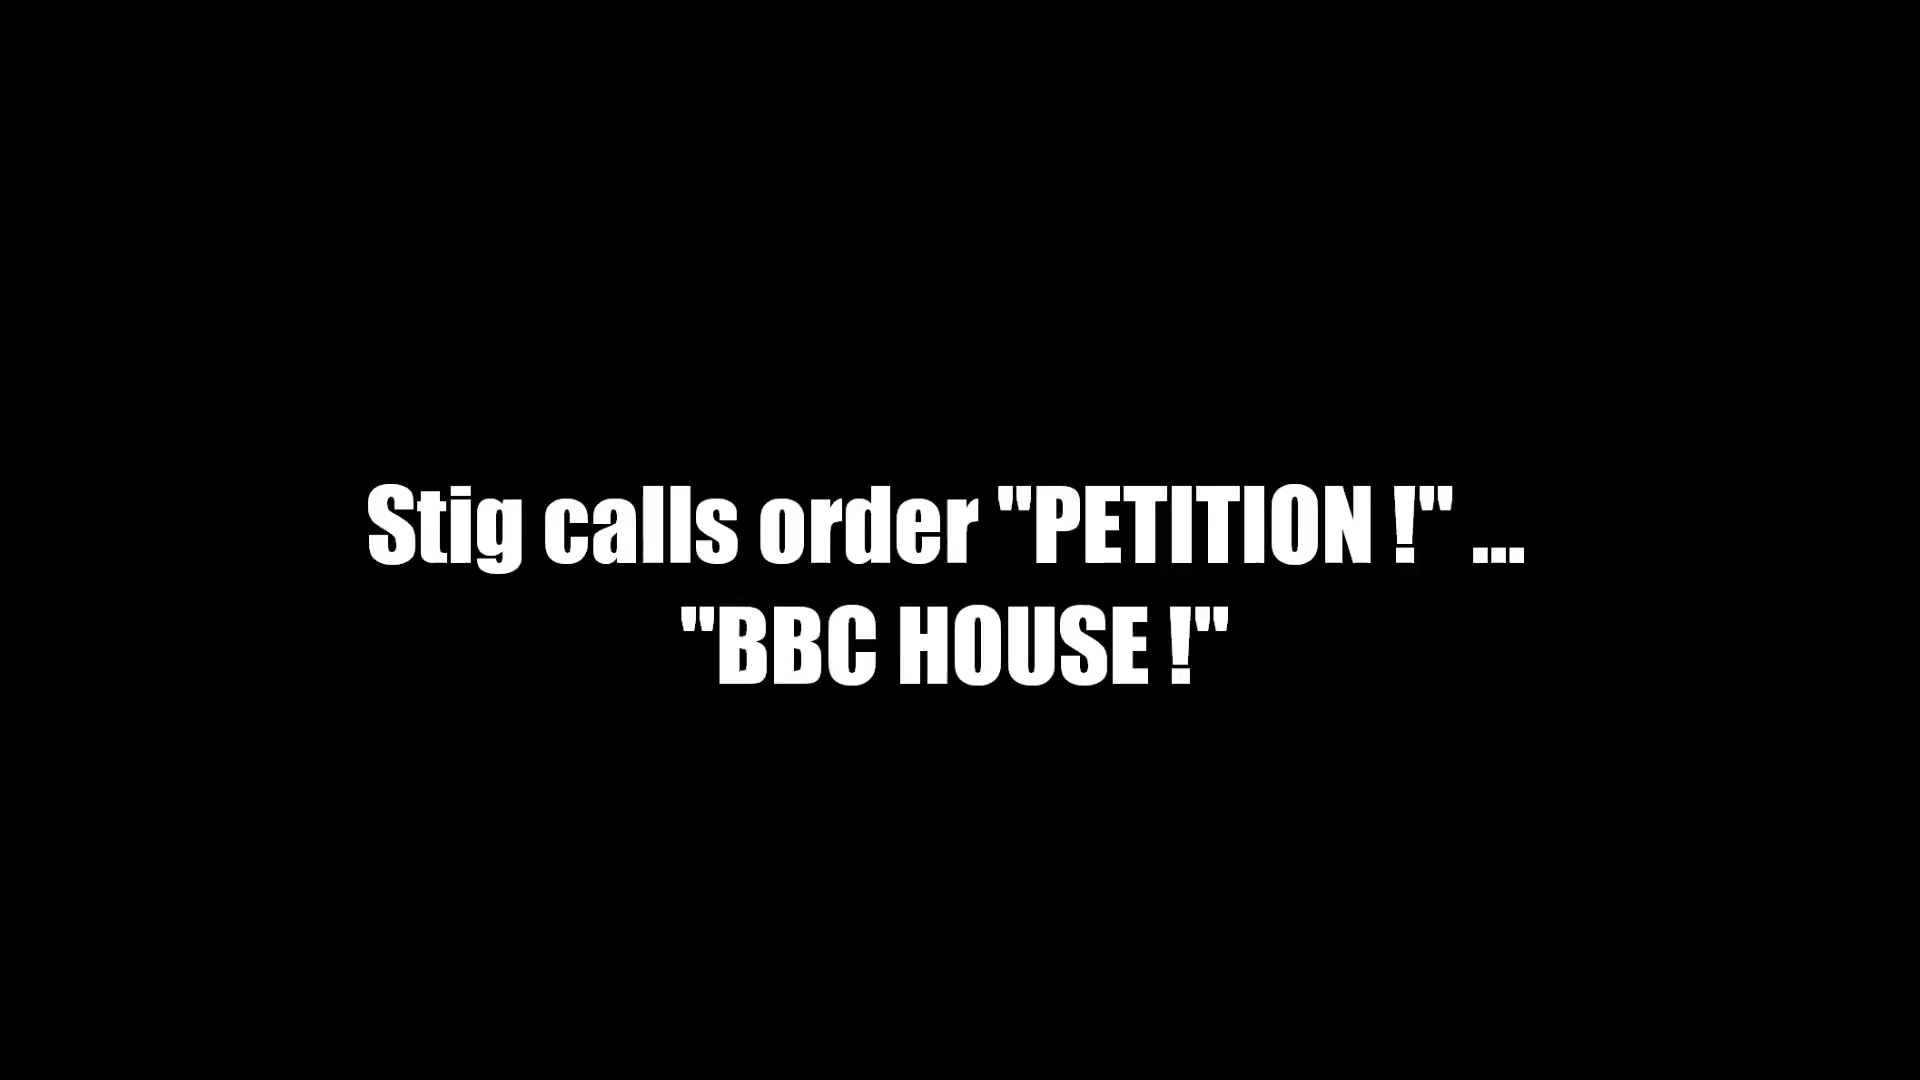 Stig calls order "PETITION !" ...
"BBC HOUSE !"